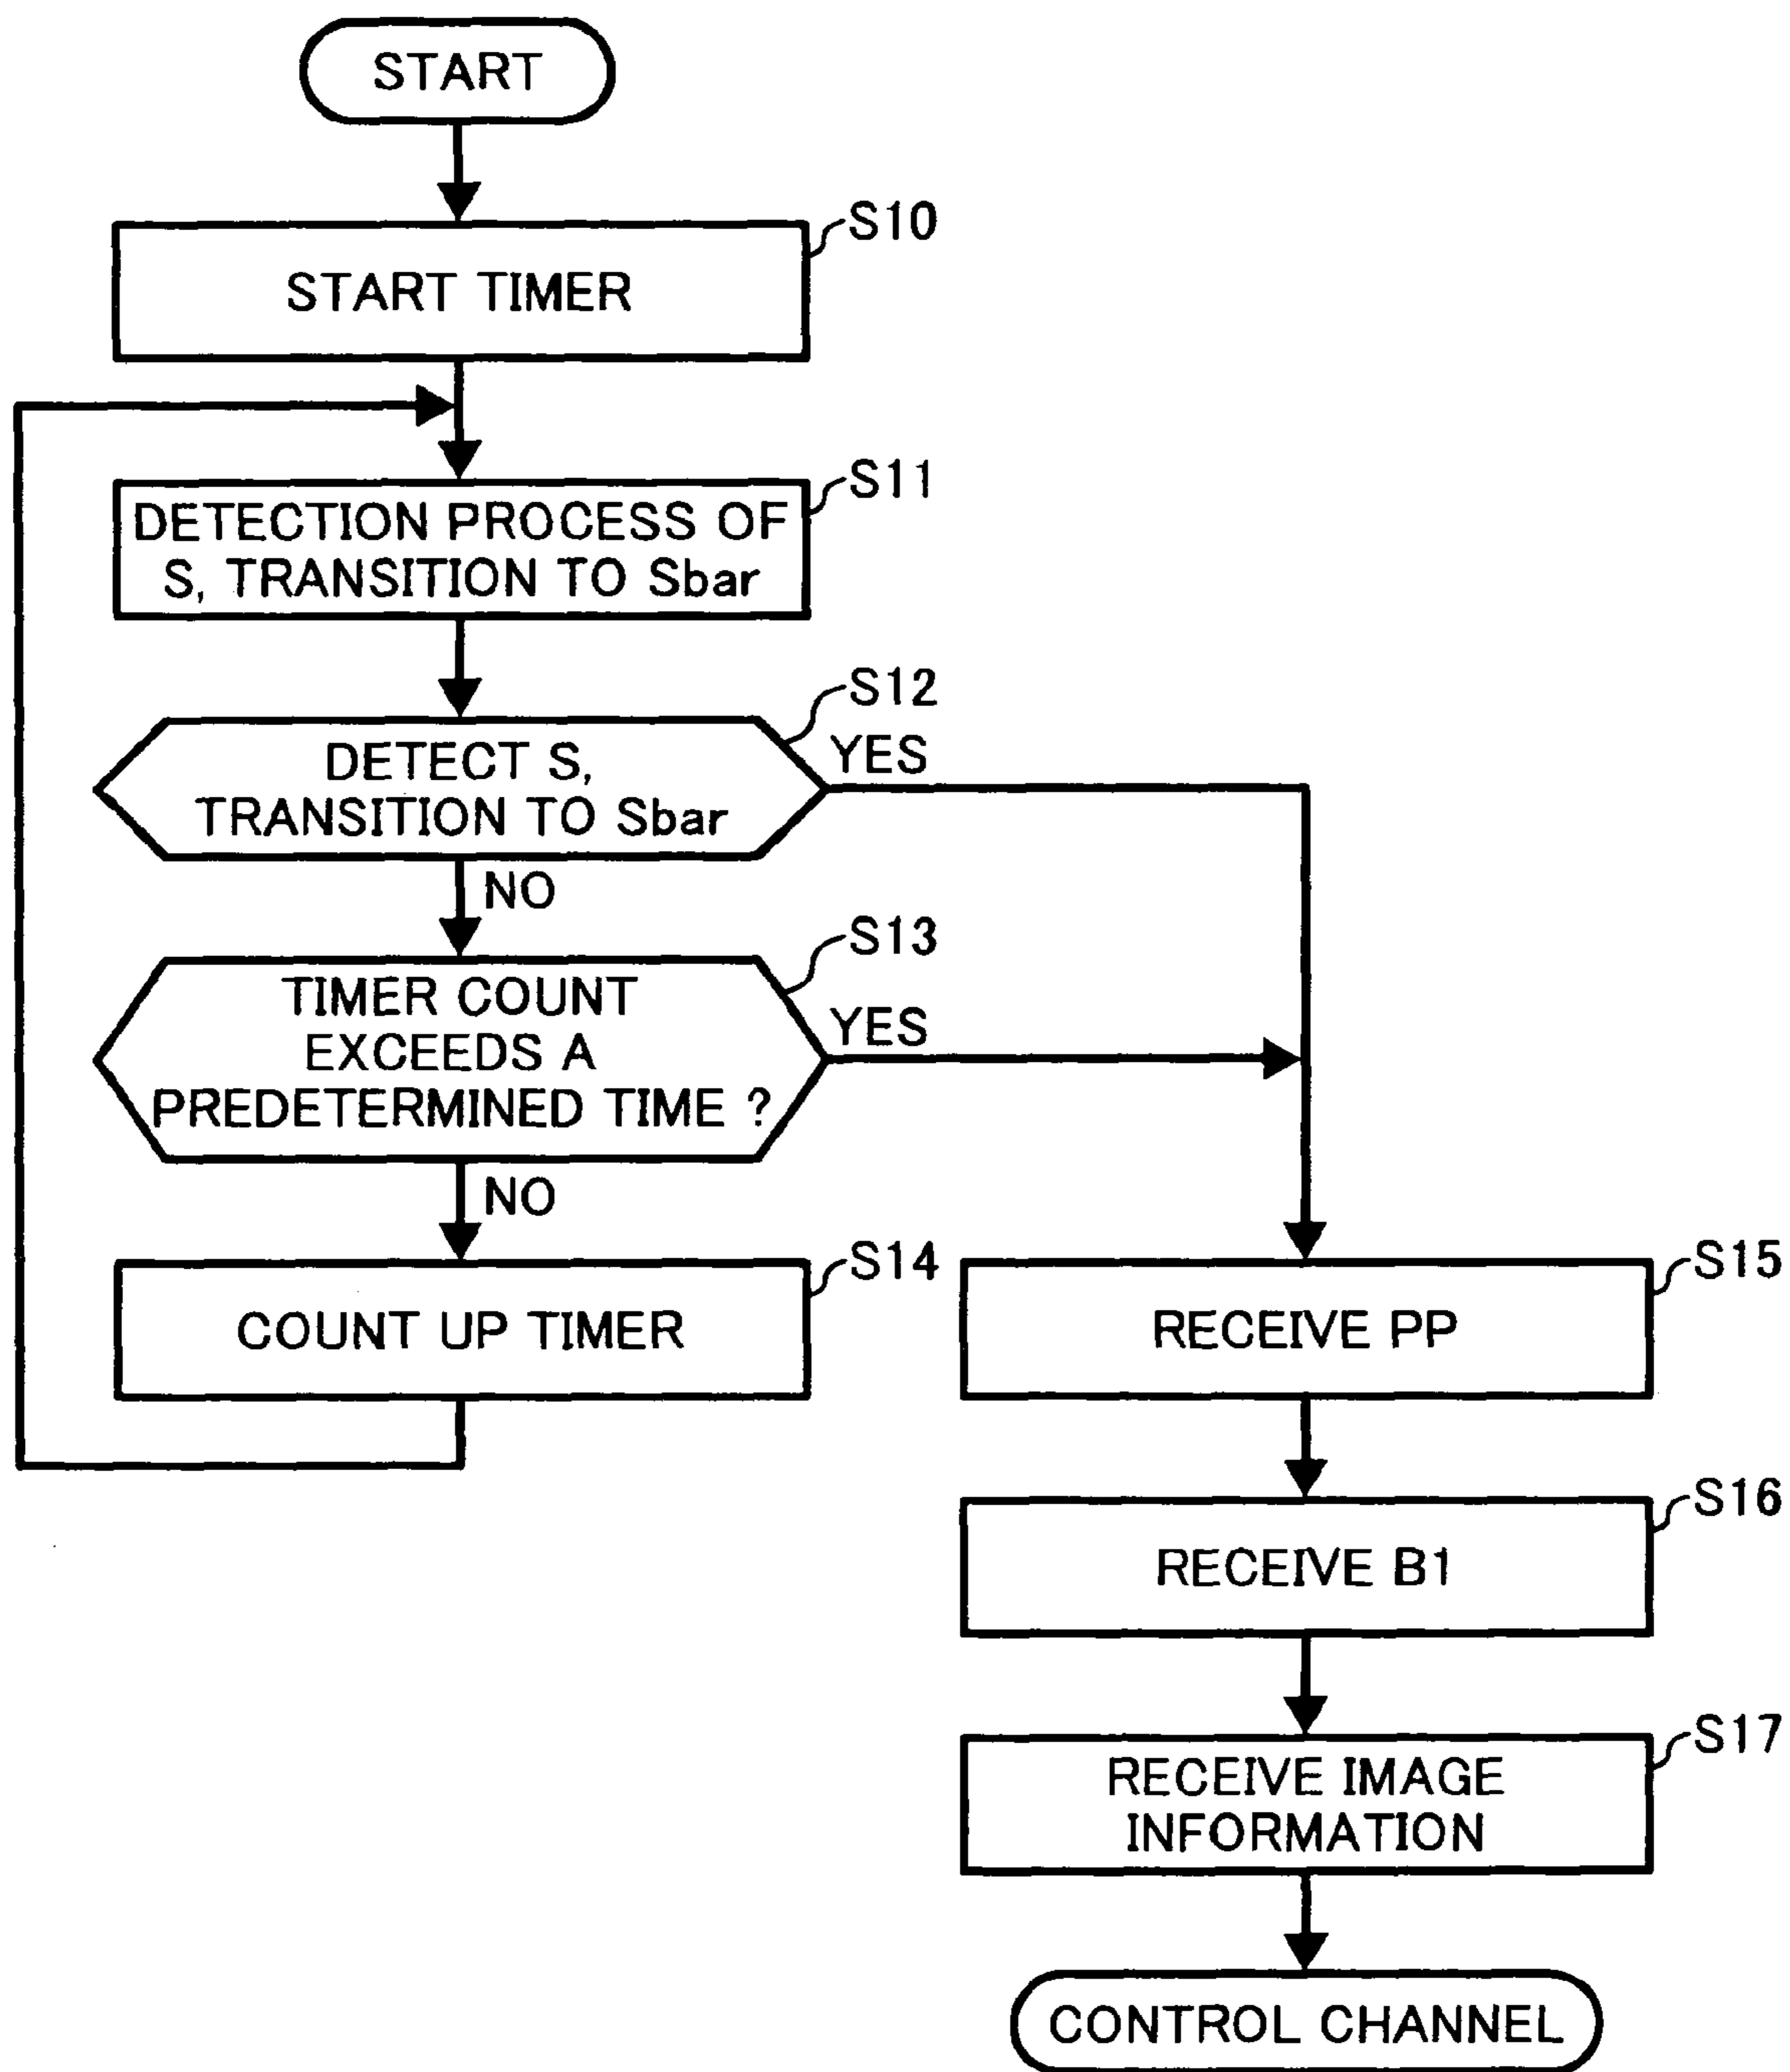 START
S10
START TIMER
S11
DETECTION PROCESS OF
S, TRANSITION TO Sbar
S12
DETECT S,
TRANSITION TO Sbar
YES
NO
S13
TIMER COUNT
EXCEEDS A
PREDETERMINED TIME ?
YES
NO
S14
COUNT UP TIMER
S15
RECEIVE PP
S16
RECEIVE B1
S17
RECEIVE IMAGE
INFORMATION
CONTROL CHANNEL